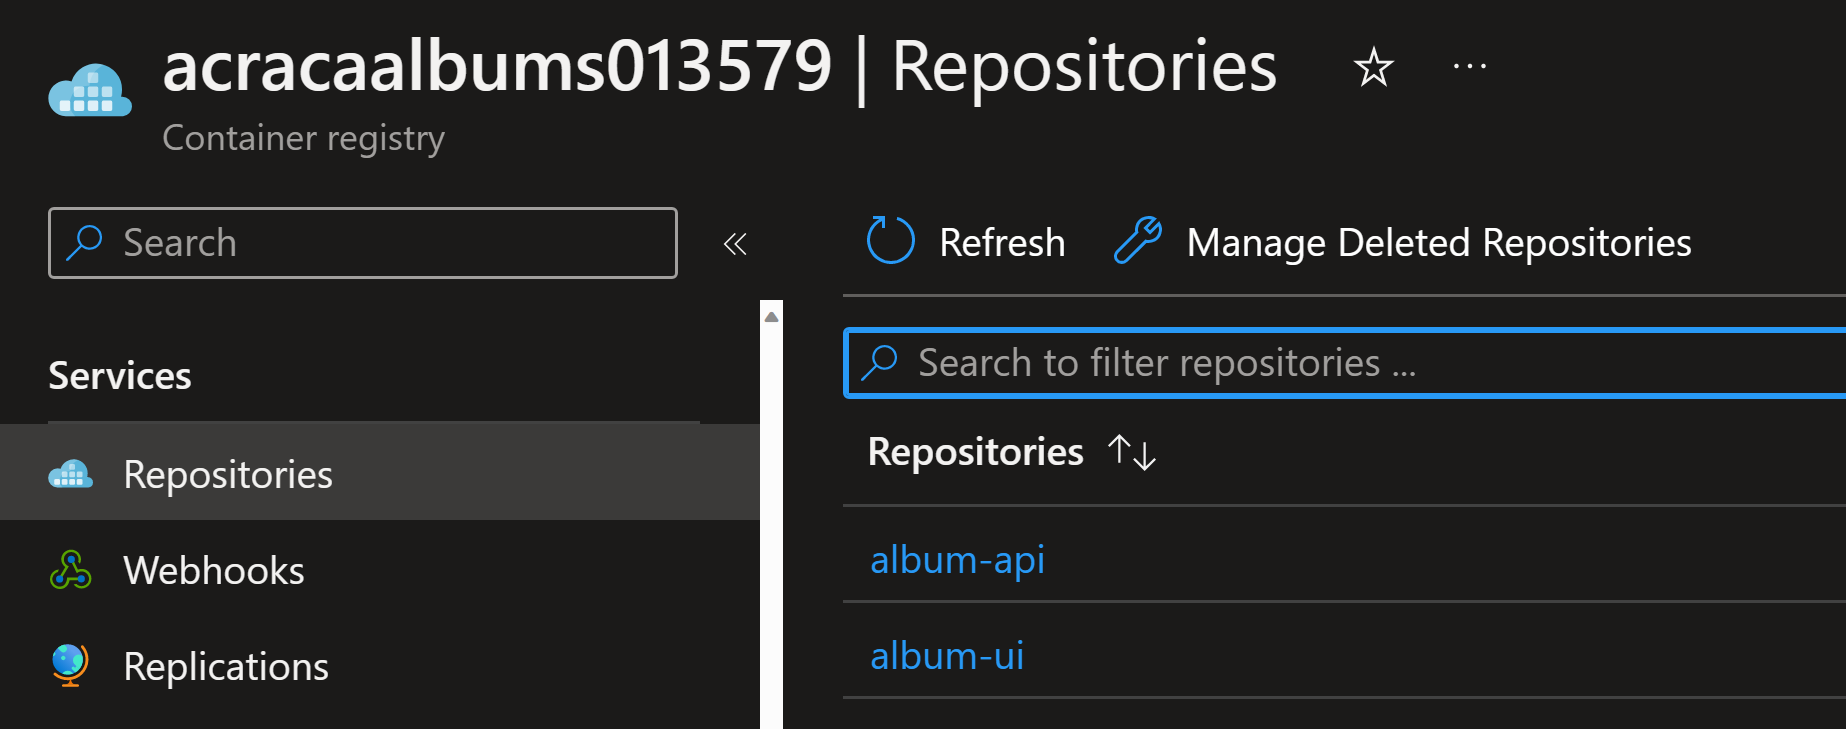 acracaalbums013579 | Repositories
Container registry
Search
Services
Repositories
Webhooks
Replications
Refresh
Manage Deleted Repositories
Search to filter repositories ...
Repositories
album-api
album-ui